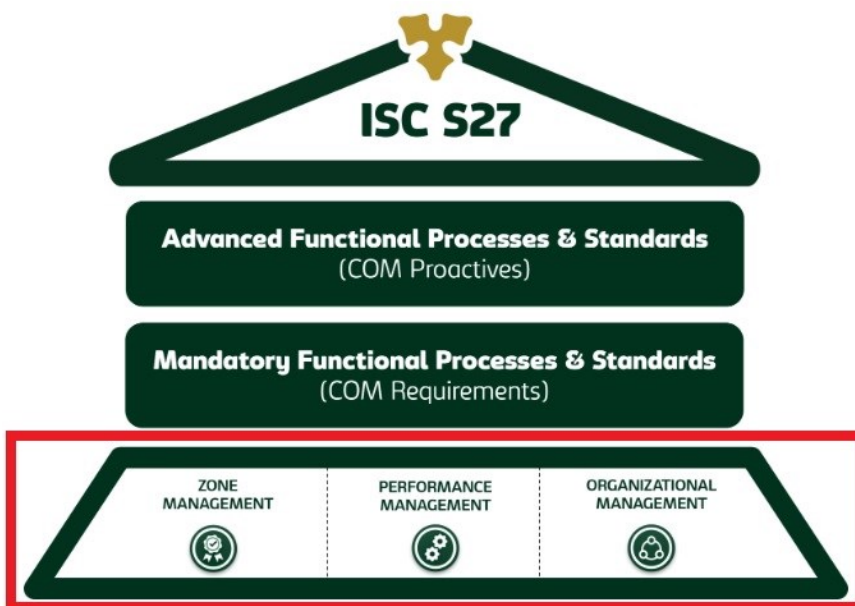 ISC S27
Advanced Functional Processes & Standards
(COM Proactives)
Mandatory Functional Processes & Standards
(COM Requirements)
ZONE
MANAGEMENT
PERFORMANCE
MANAGEMENT
ORGANIZATIONAL
MANAGEMENT